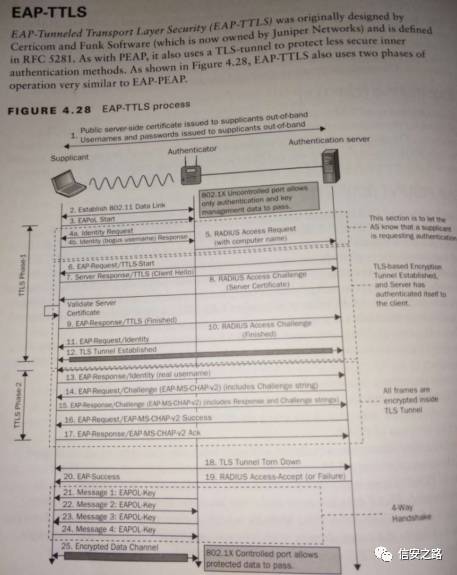 EAP-TTLS
EAP-Tunneled Transport Layer Security (EAP-TTLS) was originally designed by
Certicom and Funk Software (which is now owned by Juniper Networks) and is defined
in RFC 5281. As with PEAP, it also uses a TLS-tunnel to protect less secure inner
authentication methods. As shown in Figure 4.28, EAP-TTLS also uses two phases of
operation very similar to EAP-PEAP.
FIGURE 4.28 EAP-TTLS process
1. Public server-side certificate issued to supplicants out-of-band
Usernames and passwords issued to supplicants out-of-band
Supplicant
Authenticator
Authentication server
802.1X Uncontrolled port allows
only authentication and key
management data to pass.
2. Establish 802.11 Data Link
3. EAPoL Start
4a. Identity Request
4b. Identity (bogus username) Response
5. RADIUS Access Request
(with computer name)
This section is to let the
AS know that a supplicant
is requesting authentication
TTLS Phase-1
6. EAP-Request/TTLS-Start
7. Server Response/TTLS (Client Hello)
8. RADIUS Access Challenge
(Server Certificate)
TLS-based Encryption
Tunnel Established,
and Server has
authenticated itself to
the client.
Validate Server
Certificate
9. EAP-Response/TTLS (Finished)
10. RADIUS Access Challenge
(Finished)
11. EAP-Request/Identity
12. TLS Tunnel Established
TTLS Phase-2
13. EAP-Response/Identity (real username)
14. EAP-Request/Challenge (EAP-MS-CHAP-v2) (includes Challenge string)
15. EAP-Response/Challenge (EAP-MS-CHAP-v2) (includes Response and Challenge strings)
16. EAP-Request/EAP-MS-CHAP-v2 Success
17. EAP-Response/EAP-MS-CHAP-v2 Ack
All frames are
encrypted inside
TLS Tunnel
18. TLS Tunnel Torn Down
19. RADIUS Access-Accept (or Failure)
20. EAP-Success
21. Message 1: EAPOL-Key
22. Message 2: EAPOL-Key
23. Message 3: EAPOL-Key
24. Message 4: EAPOL-Key
4-Way
Handshake
25. Encrypted Data Channel
802.1X Controlled port allows
protected data to pass.
信安之路